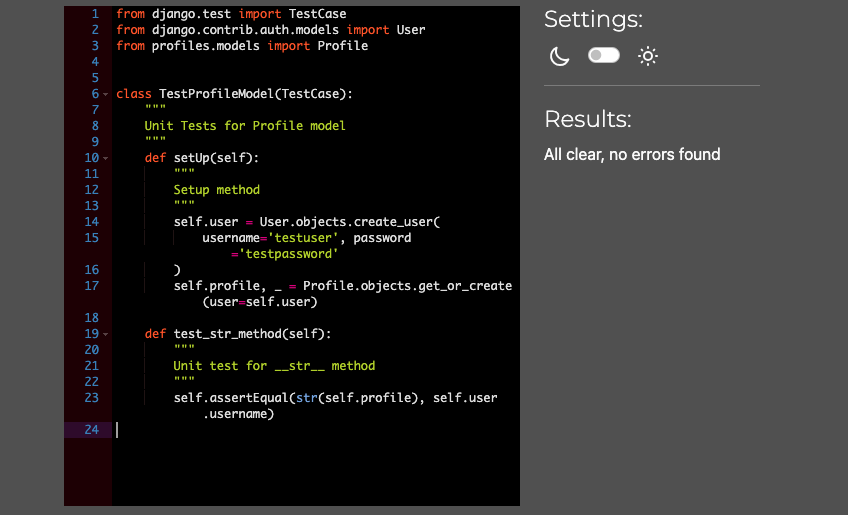 1 from django.test import TestCase
2 from django.contrib.auth.models import User
3 from profiles.models import Profile
4
5
6 class TestProfileModel(TestCase):
7 """
8 Unit Tests for Profile model
9 """
10 def setUp(self):
11 """
12 Setup method
13 """
14 self.user = User.objects.create_user(
15 username='testuser', password
='testpassword'
16 )
17 self.profile, _ = Profile.objects.get_or_create
(user=self.user)
18
19 def test_str_method(self):
20 """
21 Unit test for __str__ method
22 """
23 self.assertEqual(str(self.profile), self.user
.username)
24
Settings:
Results:
All clear, no errors found